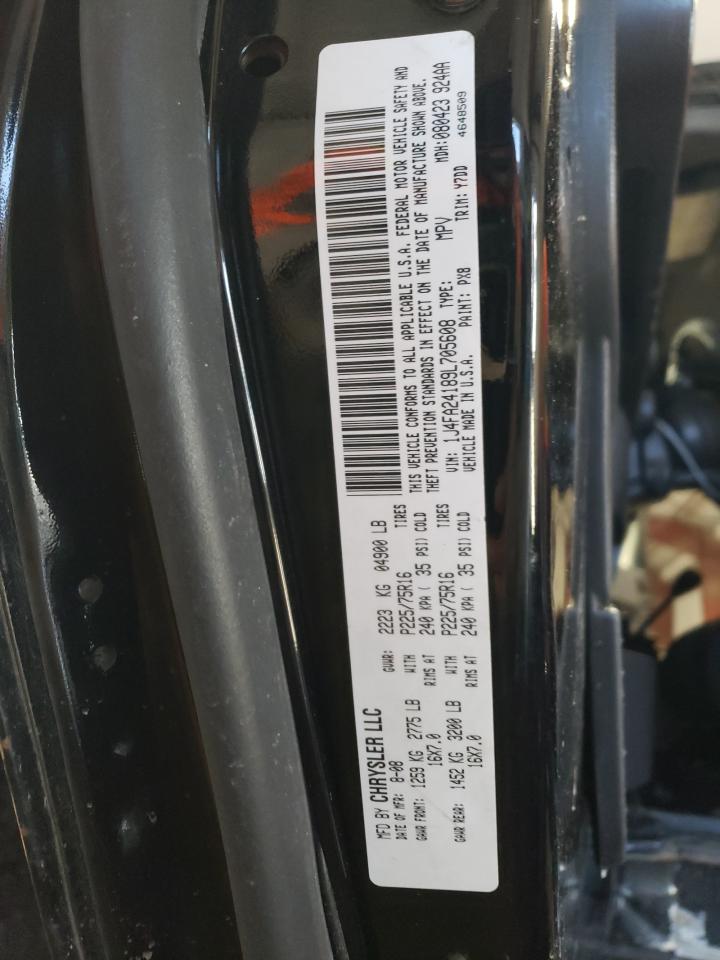 MFD BY CHRYSLER LLC
DATE OF MFR: 8-08 GVWR: 2223 KG 04900 LB
GAWR FRONT: 1259 KG 2775 LB WITH P225/75R16 TIRES
16X7.0 RIMS AT 240 KPA ( 35 PSI) COLD
GAWR REAR: 1452 KG 3200 LB WITH P225/75R16 TIRES
16X7.0 RIMS AT 240 KPA ( 35 PSI) COLD
THIS VEHICLE CONFORMS TO ALL APPLICABLE U.S.A. FEDERAL MOTOR VEHICLE SAFETY AND
THEFT PREVENTION STANDARDS IN EFFECT ON THE DATE OF MANUFACTURE SHOWN ABOVE.
VIN: 1J4FA24189L705608 TYPE: MPV MDH:080423 924AA
VEHICLE MADE IN U.S.A. PAINT: PX8 TRIM: Y7DD 4648509